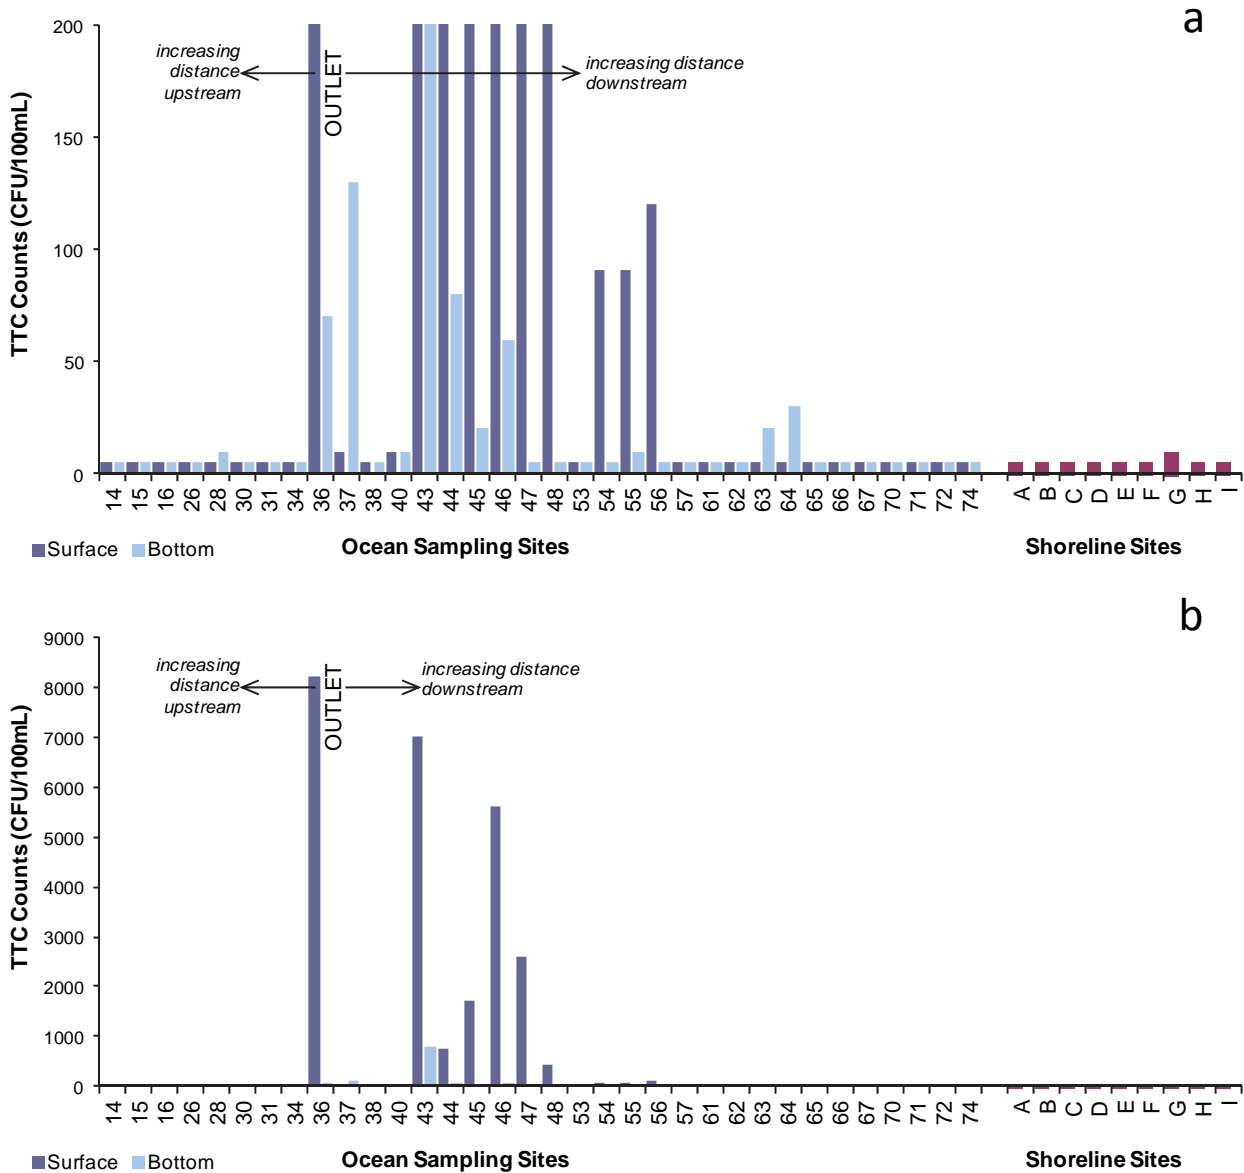 a
200
150
100
50
0
TTC Counts (CFU/100mL)
increasing
distance
upstream
OUTLET
increasing distance
downstream
14 15 16 26 28 30 31 34 36 37 38 40 43 44 45 46 47 48 53 54 55 56 57 61 62 63 64 65 66 67 70 71 72 74 A B C D E F G H I
Surface Bottom Ocean Sampling Sites Shoreline Sites
b
9000
8000
7000
6000
5000
4000
3000
2000
1000
0
TTC Counts (CFU/100mL)
increasing
distance
upstream
OUTLET
increasing distance
downstream
14 15 16 26 28 30 31 34 36 37 38 40 43 44 45 46 47 48 53 54 55 56 57 61 62 63 64 65 66 67 70 71 72 74 A B C D E F G H I
Surface Bottom Ocean Sampling Sites Shoreline Sites